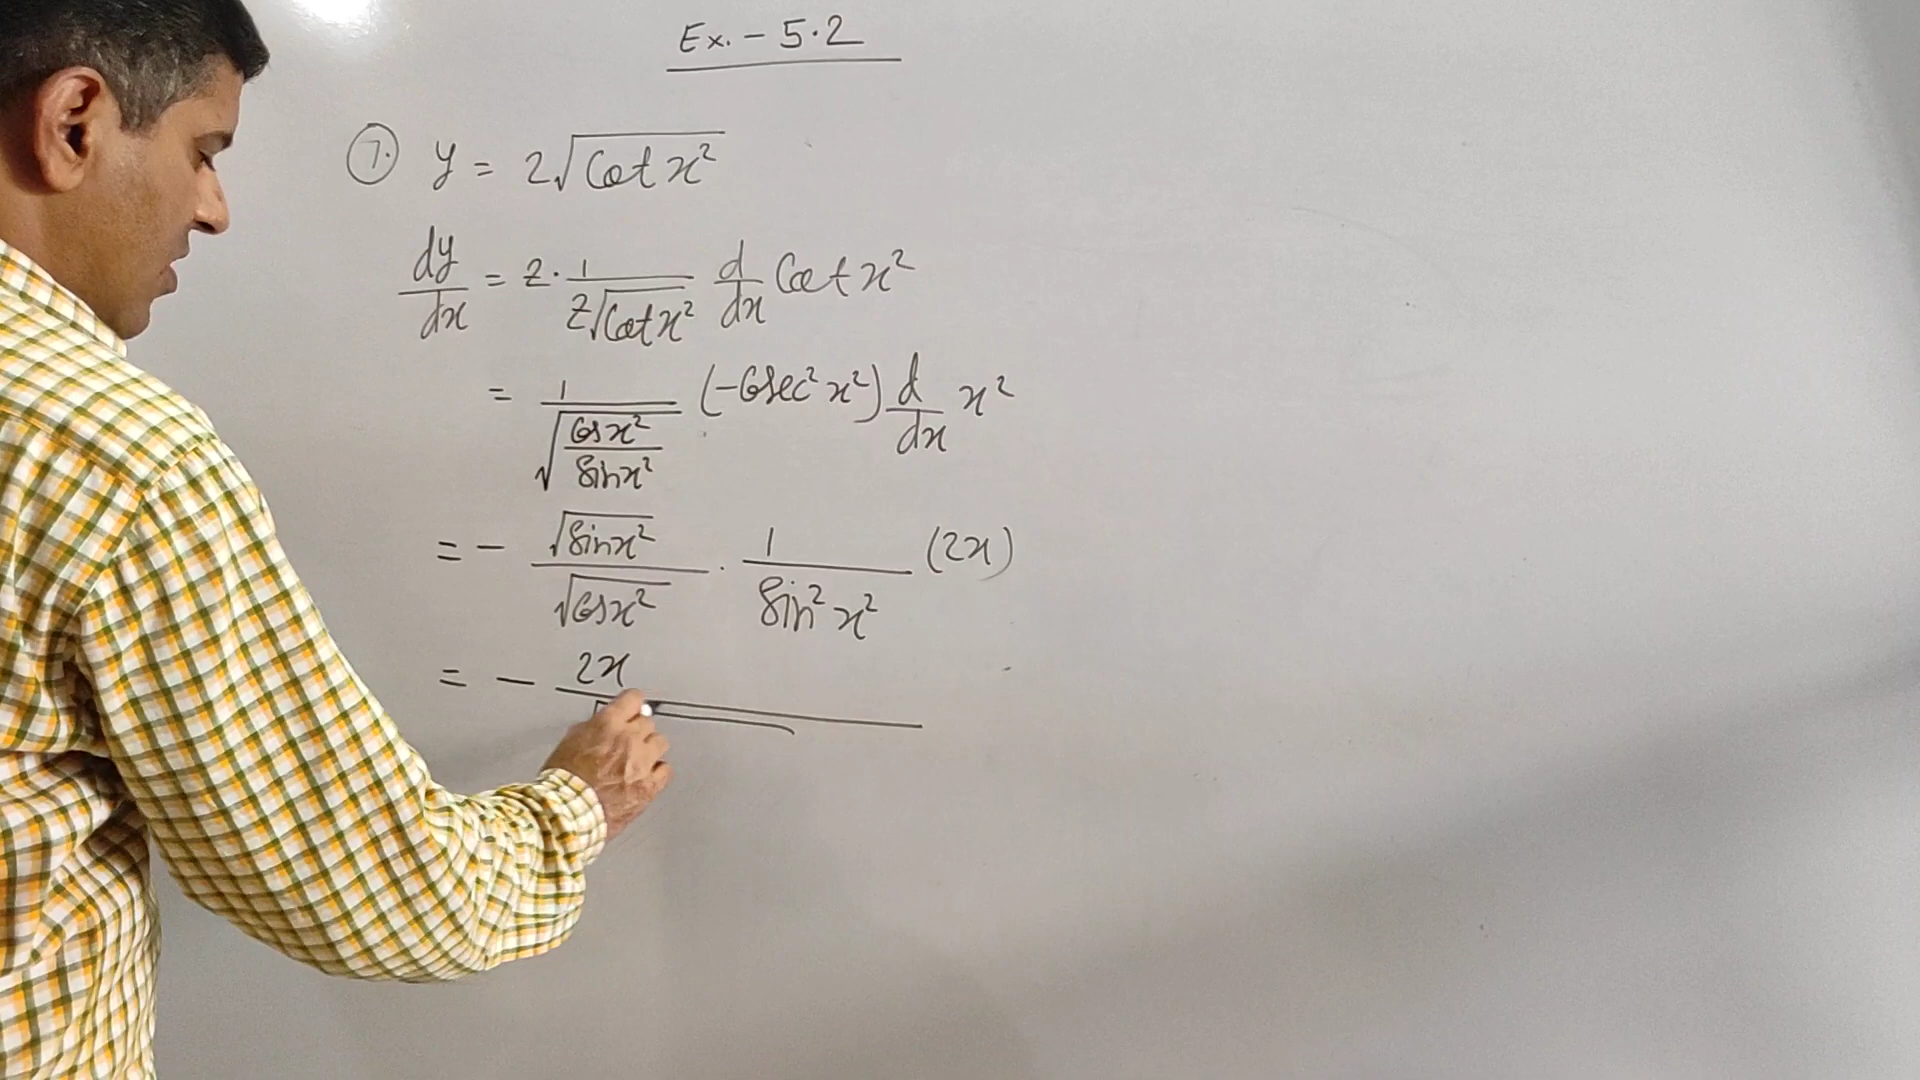 Ex. - 5.2
7. y = 2√(Cot x²)
dy/dx = 2 · 1/(2√(Cot x²)) d/dx Cot x²
= 1/√(Cos x²/Sin x²) (-Cosec² x²) d/dx x²
= - √(Sin x²)/√(Cos x²) · 1/(Sin² x²) (2x)
= - 2x/√